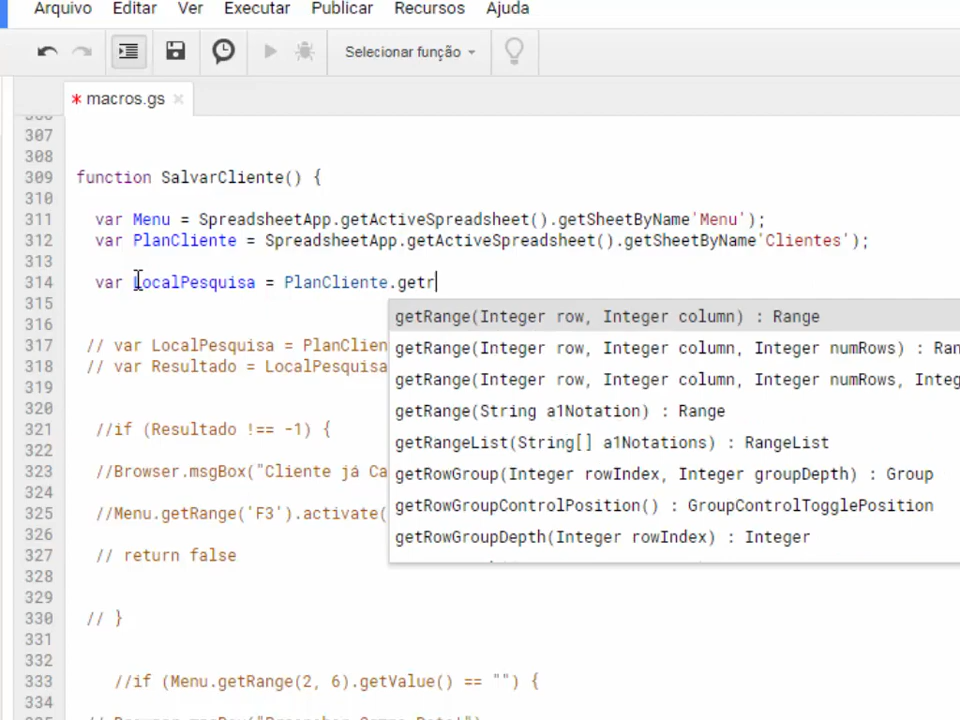 Arquivo Editar Ver Executar Publicar Recursos Ajuda
Selecionar função
* macros.gs ×
307
308
309 function SalvarCliente() {
310
311 var Menu = SpreadsheetApp.getActiveSpreadsheet().getSheetByName'Menu');
312 var PlanCliente = SpreadsheetApp.getActiveSpreadsheet().getSheetByName'Clientes');
313
314 var LocalPesquisa = PlanCliente.getr
315
getRange(Integer row, Integer column) : Range
316
317 // var LocalPesquisa = PlanClien
getRange(Integer row, Integer column, Integer numRows) : Ran
318 // var Resultado = LocalPesquisa
getRange(Integer row, Integer column, Integer numRows, Integ
319
320
getRange(String a1Notation) : Range
321 //if (Resultado !== -1) {
getRangeList(String[] a1Notations) : RangeList
322
323 //Browser.msgBox("Cliente já Ca
getRowGroup(Integer rowIndex, Integer groupDepth) : Group
324
getRowGroupControlPosition() : GroupControlTogglePosition
325 //Menu.getRange('F3').activate(
326
getRowGroupDepth(Integer rowIndex) : Integer
327 // return false
328
329
330 // }
331
332
333 //if (Menu.getRange(2, 6).getValue() == "") {
334